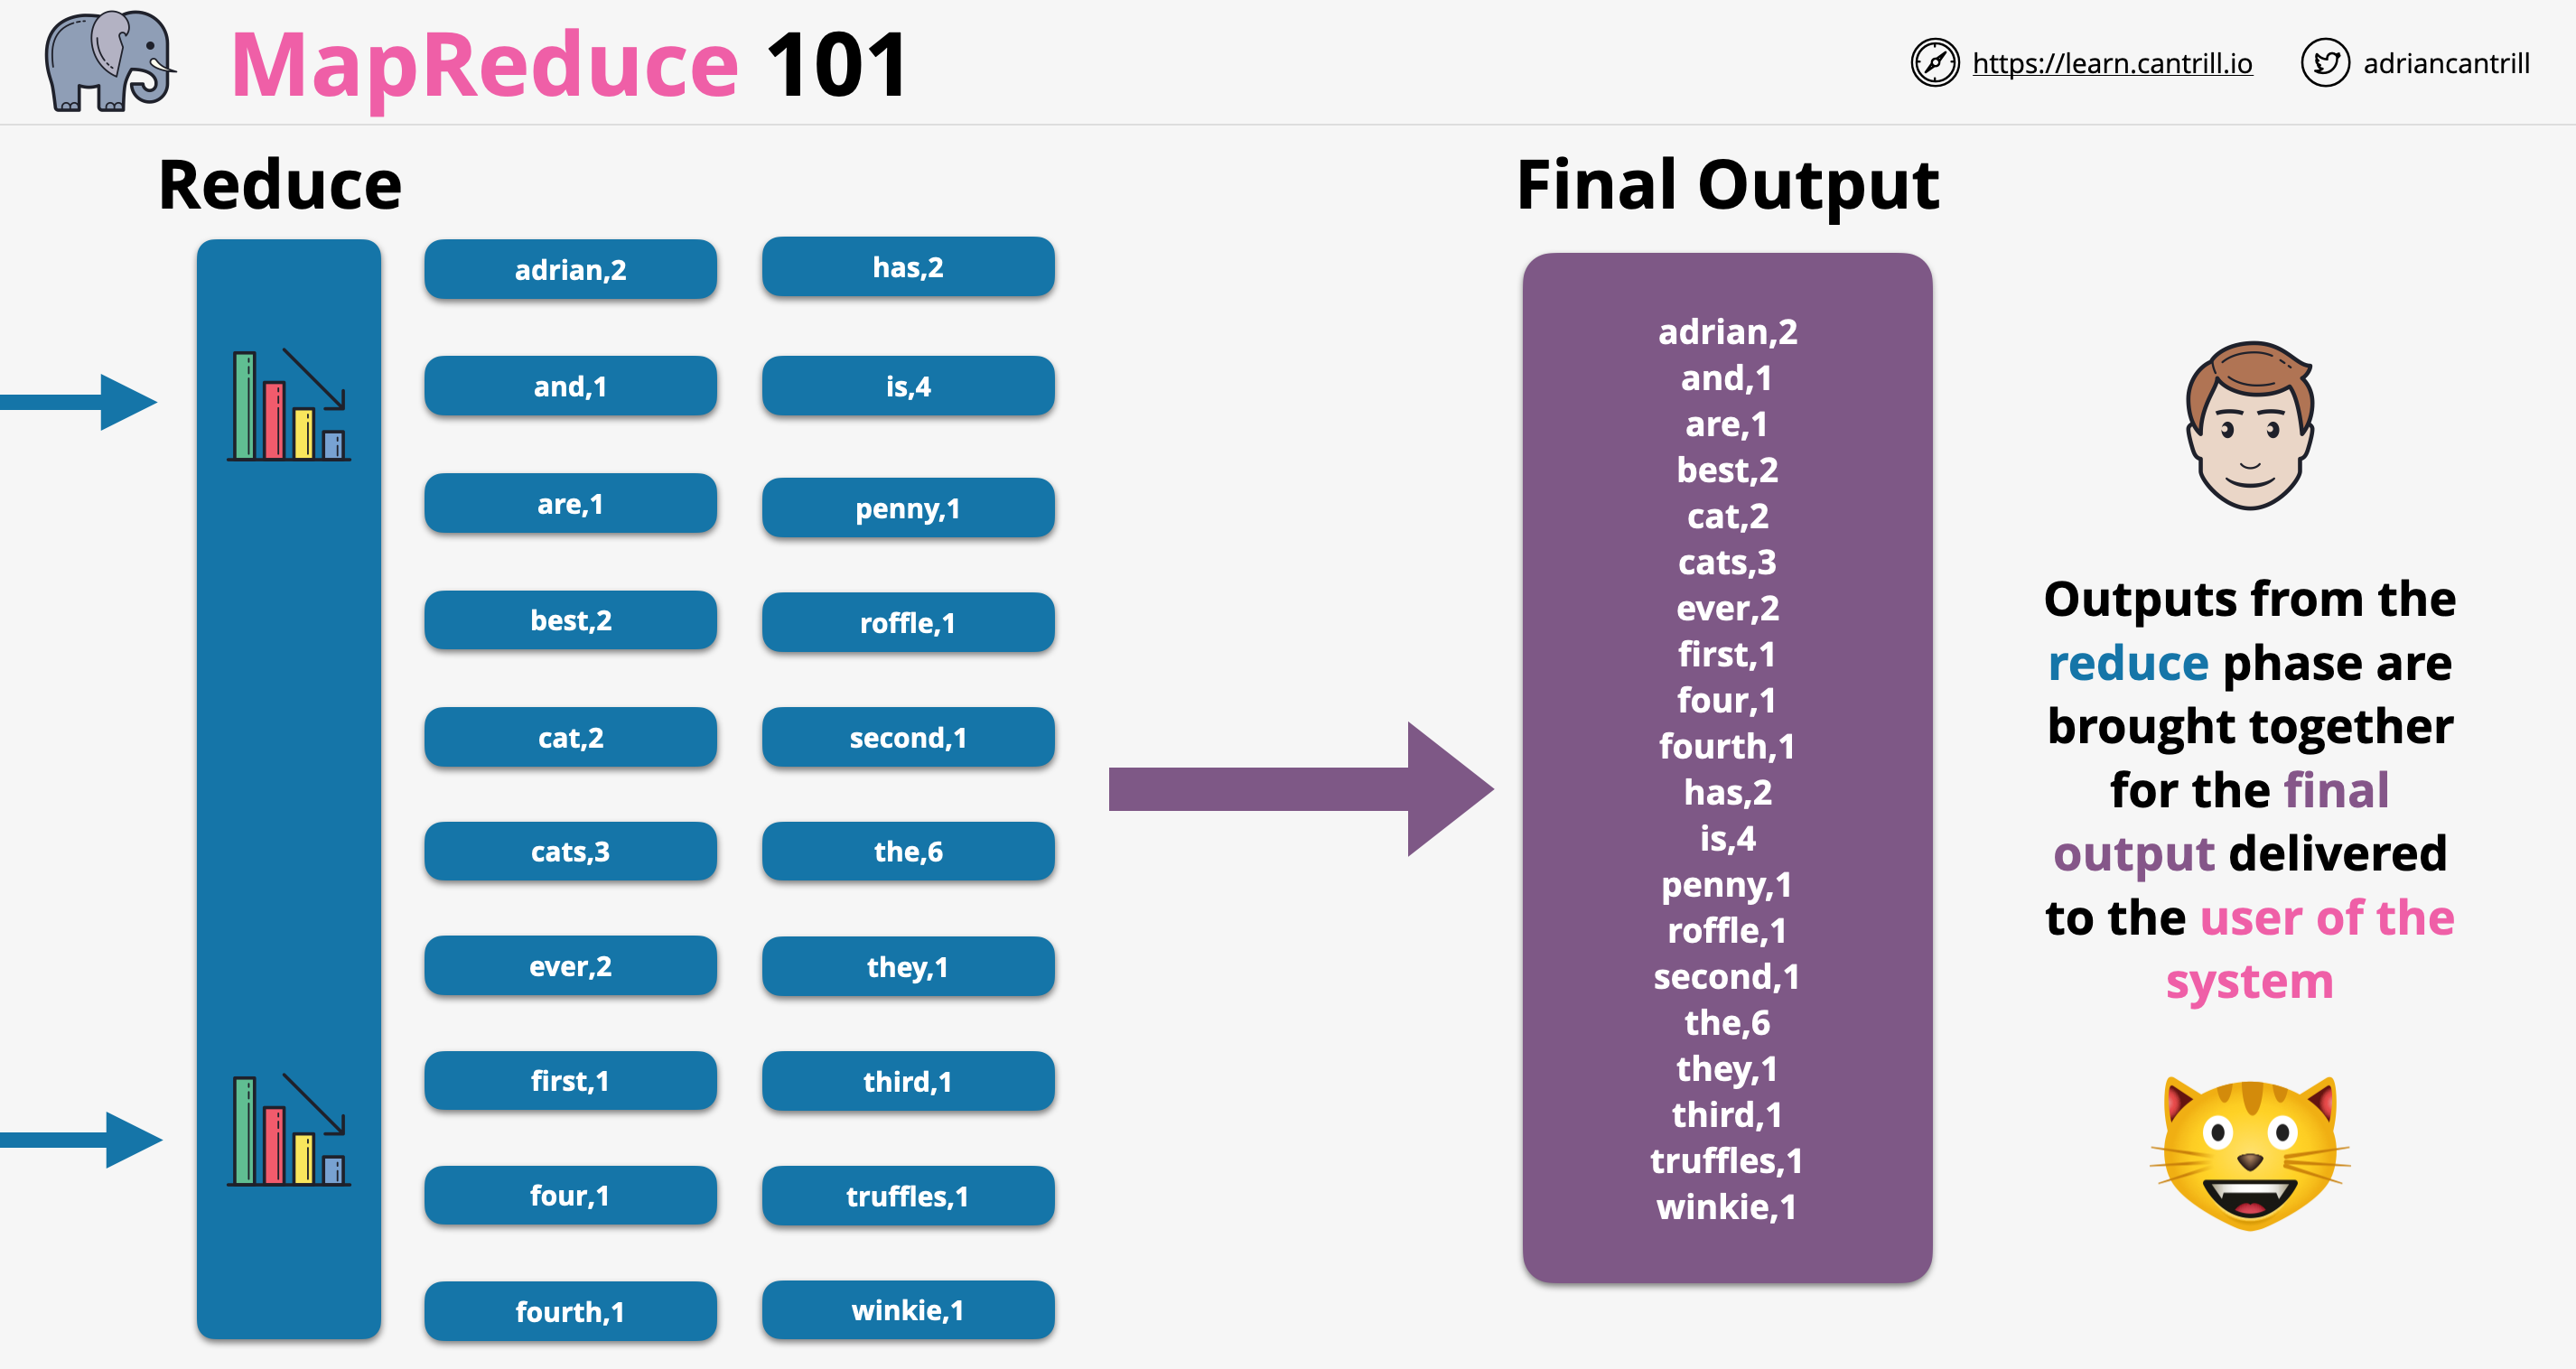 MapReduce 101
https://learn.cantrill.io
adriancantrill
Reduce
adrian,2
and,1
are,1
best,2
cat,2
cats,3
ever,2
first,1
four,1
fourth,1
has,2
is,4
penny,1
roffle,1
second,1
the,6
they,1
third,1
truffles,1
winkie,1
Final Output
adrian,2
and,1
are,1
best,2
cat,2
cats,3
ever,2
first,1
four,1
fourth,1
has,2
is,4
penny,1
roffle,1
second,1
the,6
they,1
third,1
truffles,1
winkie,1
Outputs from the
reduce phase are
brought together
for the final
output delivered
to the user of the
system